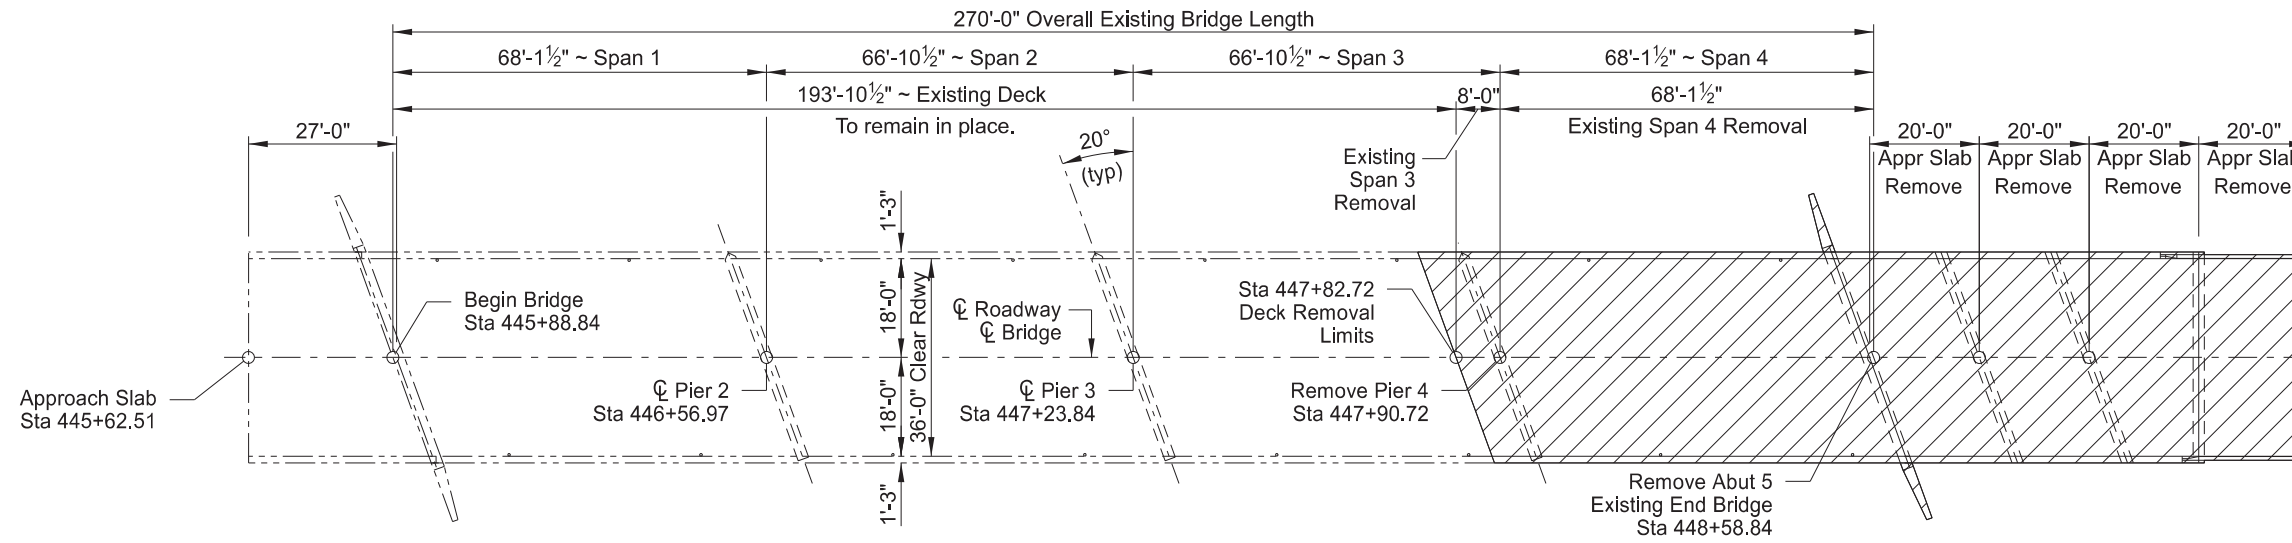 270'-0" Overall Existing Bridge Length
68'-1½" ~ Span 1
66'-10½" ~ Span 2
66'-10½" ~ Span 3
68'-1½" ~ Span 4
193'-10½" ~ Existing Deck
To remain in place.
8'-0"
68'-1½"
Existing Span 4 Removal
27'-0"
20°
(typ)
Existing
Span 3
Removal
20'-0"
Appr Slab
Remove
20'-0"
Appr Slab
Remove
20'-0"
Appr Slab
Remove
20'-0"
Appr Slab
Remove
1'-3"
18'-0"
36'-0" Clear Rdwy
18'-0"
1'-3"
Begin Bridge
Sta 445+88.84
℄ Roadway
℄ Bridge
Sta 447+82.72
Deck Removal
Limits
Approach Slab
Sta 445+62.51
℄ Pier 2
Sta 446+56.97
℄ Pier 3
Sta 447+23.84
Remove Pier 4
Sta 447+90.72
Remove Abut 5
Existing End Bridge
Sta 448+58.84